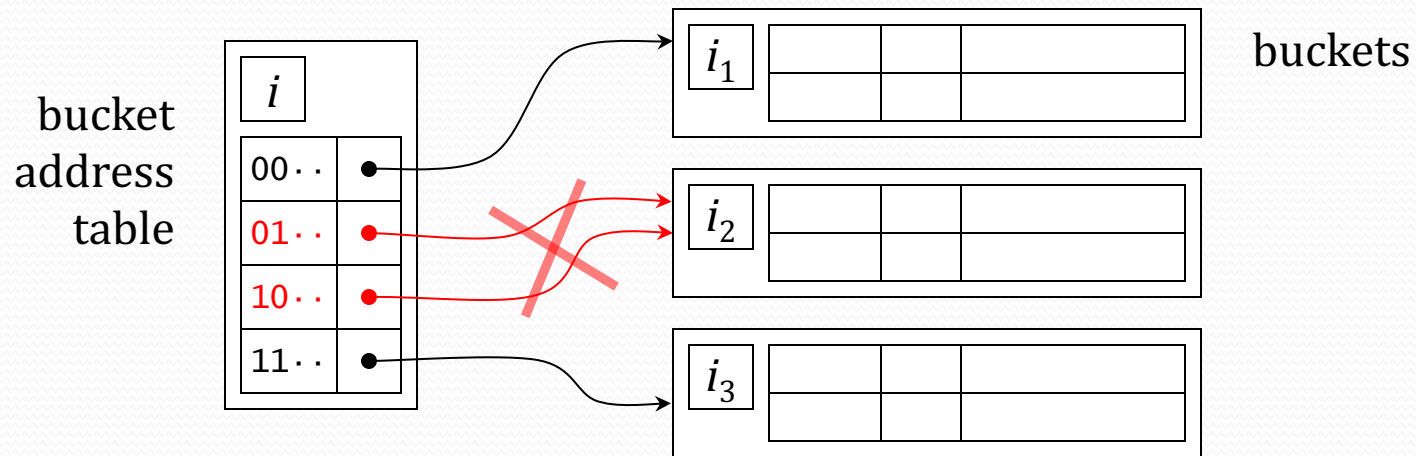 bucket
address
table
i
00··
01··
10··
11··
i₁
i₂
i₃
buckets